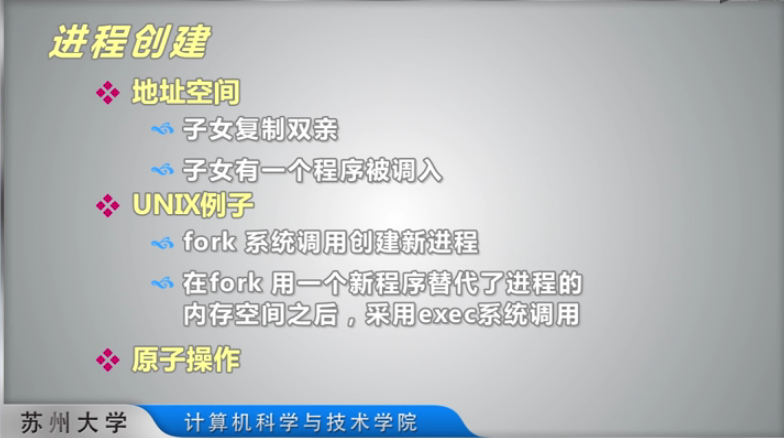 进程创建
地址空间
子女复制双亲
子女有一个程序被调入
UNIX例子
fork 系统调用创建新进程
在fork 用一个新程序替代了进程的
内存空间之后，采用exec系统调用
原子操作
苏州大学
计算机科学与技术学院